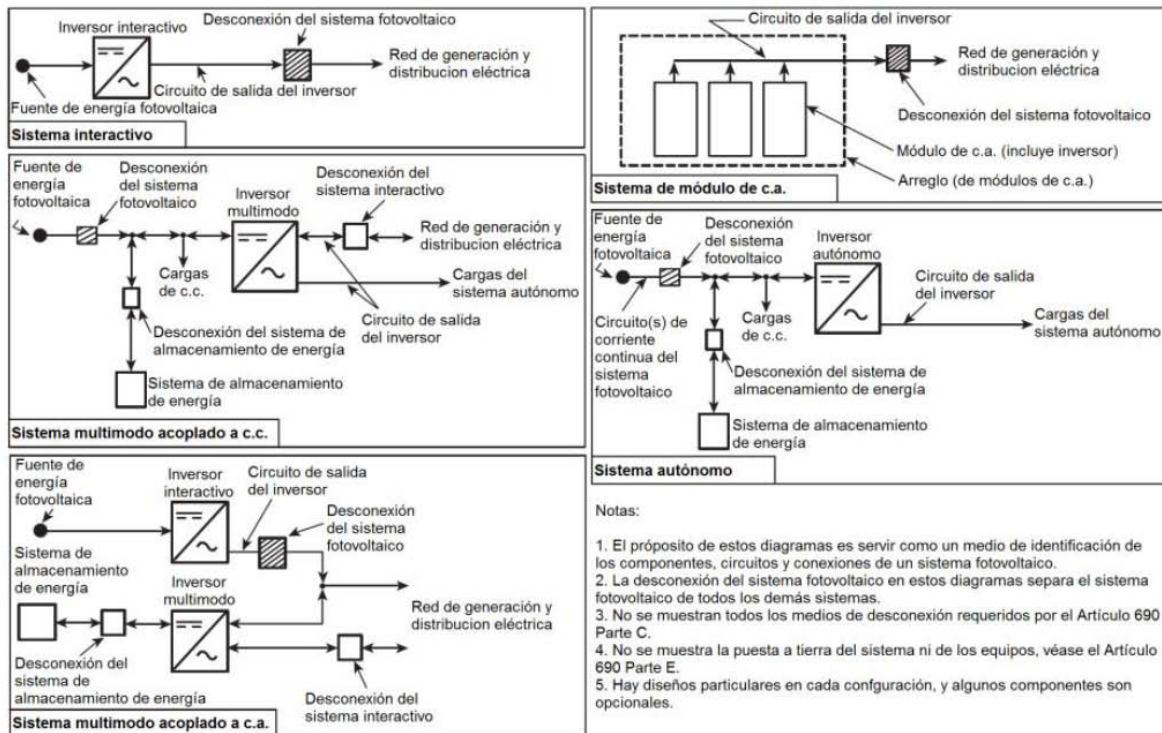 Desconexión del sistema fotovoltaico
Inversor interactivo
Red de generación y
distribucion eléctrica
Circuito de salida del inversor
Fuente de energía fotovoltaica
Sistema interactivo
Circuito de salida del inversor
Red de generación y
distribucion eléctrica
Desconexión del sistema fotovoltaico
Módulo de c.a. (incluye inversor)
Arreglo (de módulos de c.a.)
Sistema de módulo de c.a.
Fuente de
energía
fotovoltaica
Desconexión
del sistema
fotovoltaico
Inversor
multimodo
Desconexión del
sistema interactivo
Red de generación y
distribucion eléctrica
Cargas
de c.c.
Cargas del
sistema autónomo
Circuito de salida
del inversor
Desconexión del sistema de
almacenamiento de energía
Sistema de almacenamiento
de energía
Sistema multimodo acoplado a c.c.
Fuente de
energía
fotovoltaica
Desconexión
del sistema
fotovoltaico
Inversor
autónomo
Circuito de salida
del inversor
Cargas
de c.c.
Cargas del
sistema autónomo
Circuito(s) de
corriente
continua del
sistema
fotovoltaico
Desconexión del sistema de
almacenamiento de energía
Sistema de almacenamiento
de energía
Sistema autónomo
Fuente de
energía
fotovoltaica
Inversor
interactivo
Circuito de salida
del inversor
Desconexión
del sistema
fotovoltaico
Sistema de
almacenamiento
de energía
Inversor
multimodo
Red de generación y
distribucion eléctrica
Desconexión del
sistema de
almacenamiento de energía
Desconexión del
sistema interactivo
Sistema multimodo acoplado a c.a.
Notas:
1. El próposito de estos diagramas es servir como un medio de identificación de
los componentes, circuitos y conexiones de un sistema fotovoltaico.
2. La desconexión del sistema fotovoltaico en estos diagramas separa el sistema
fotovoltaico de todos los demás sistemas.
3. No se muestran todos los medios de desconexión requeridos por el Artículo 690
Parte C.
4. No se muestra la puesta a tierra del sistema ni de los equipos, véase el Artículo
690 Parte E.
5. Hay diseños particulares en cada confguración, y algunos componentes son
opcionales.